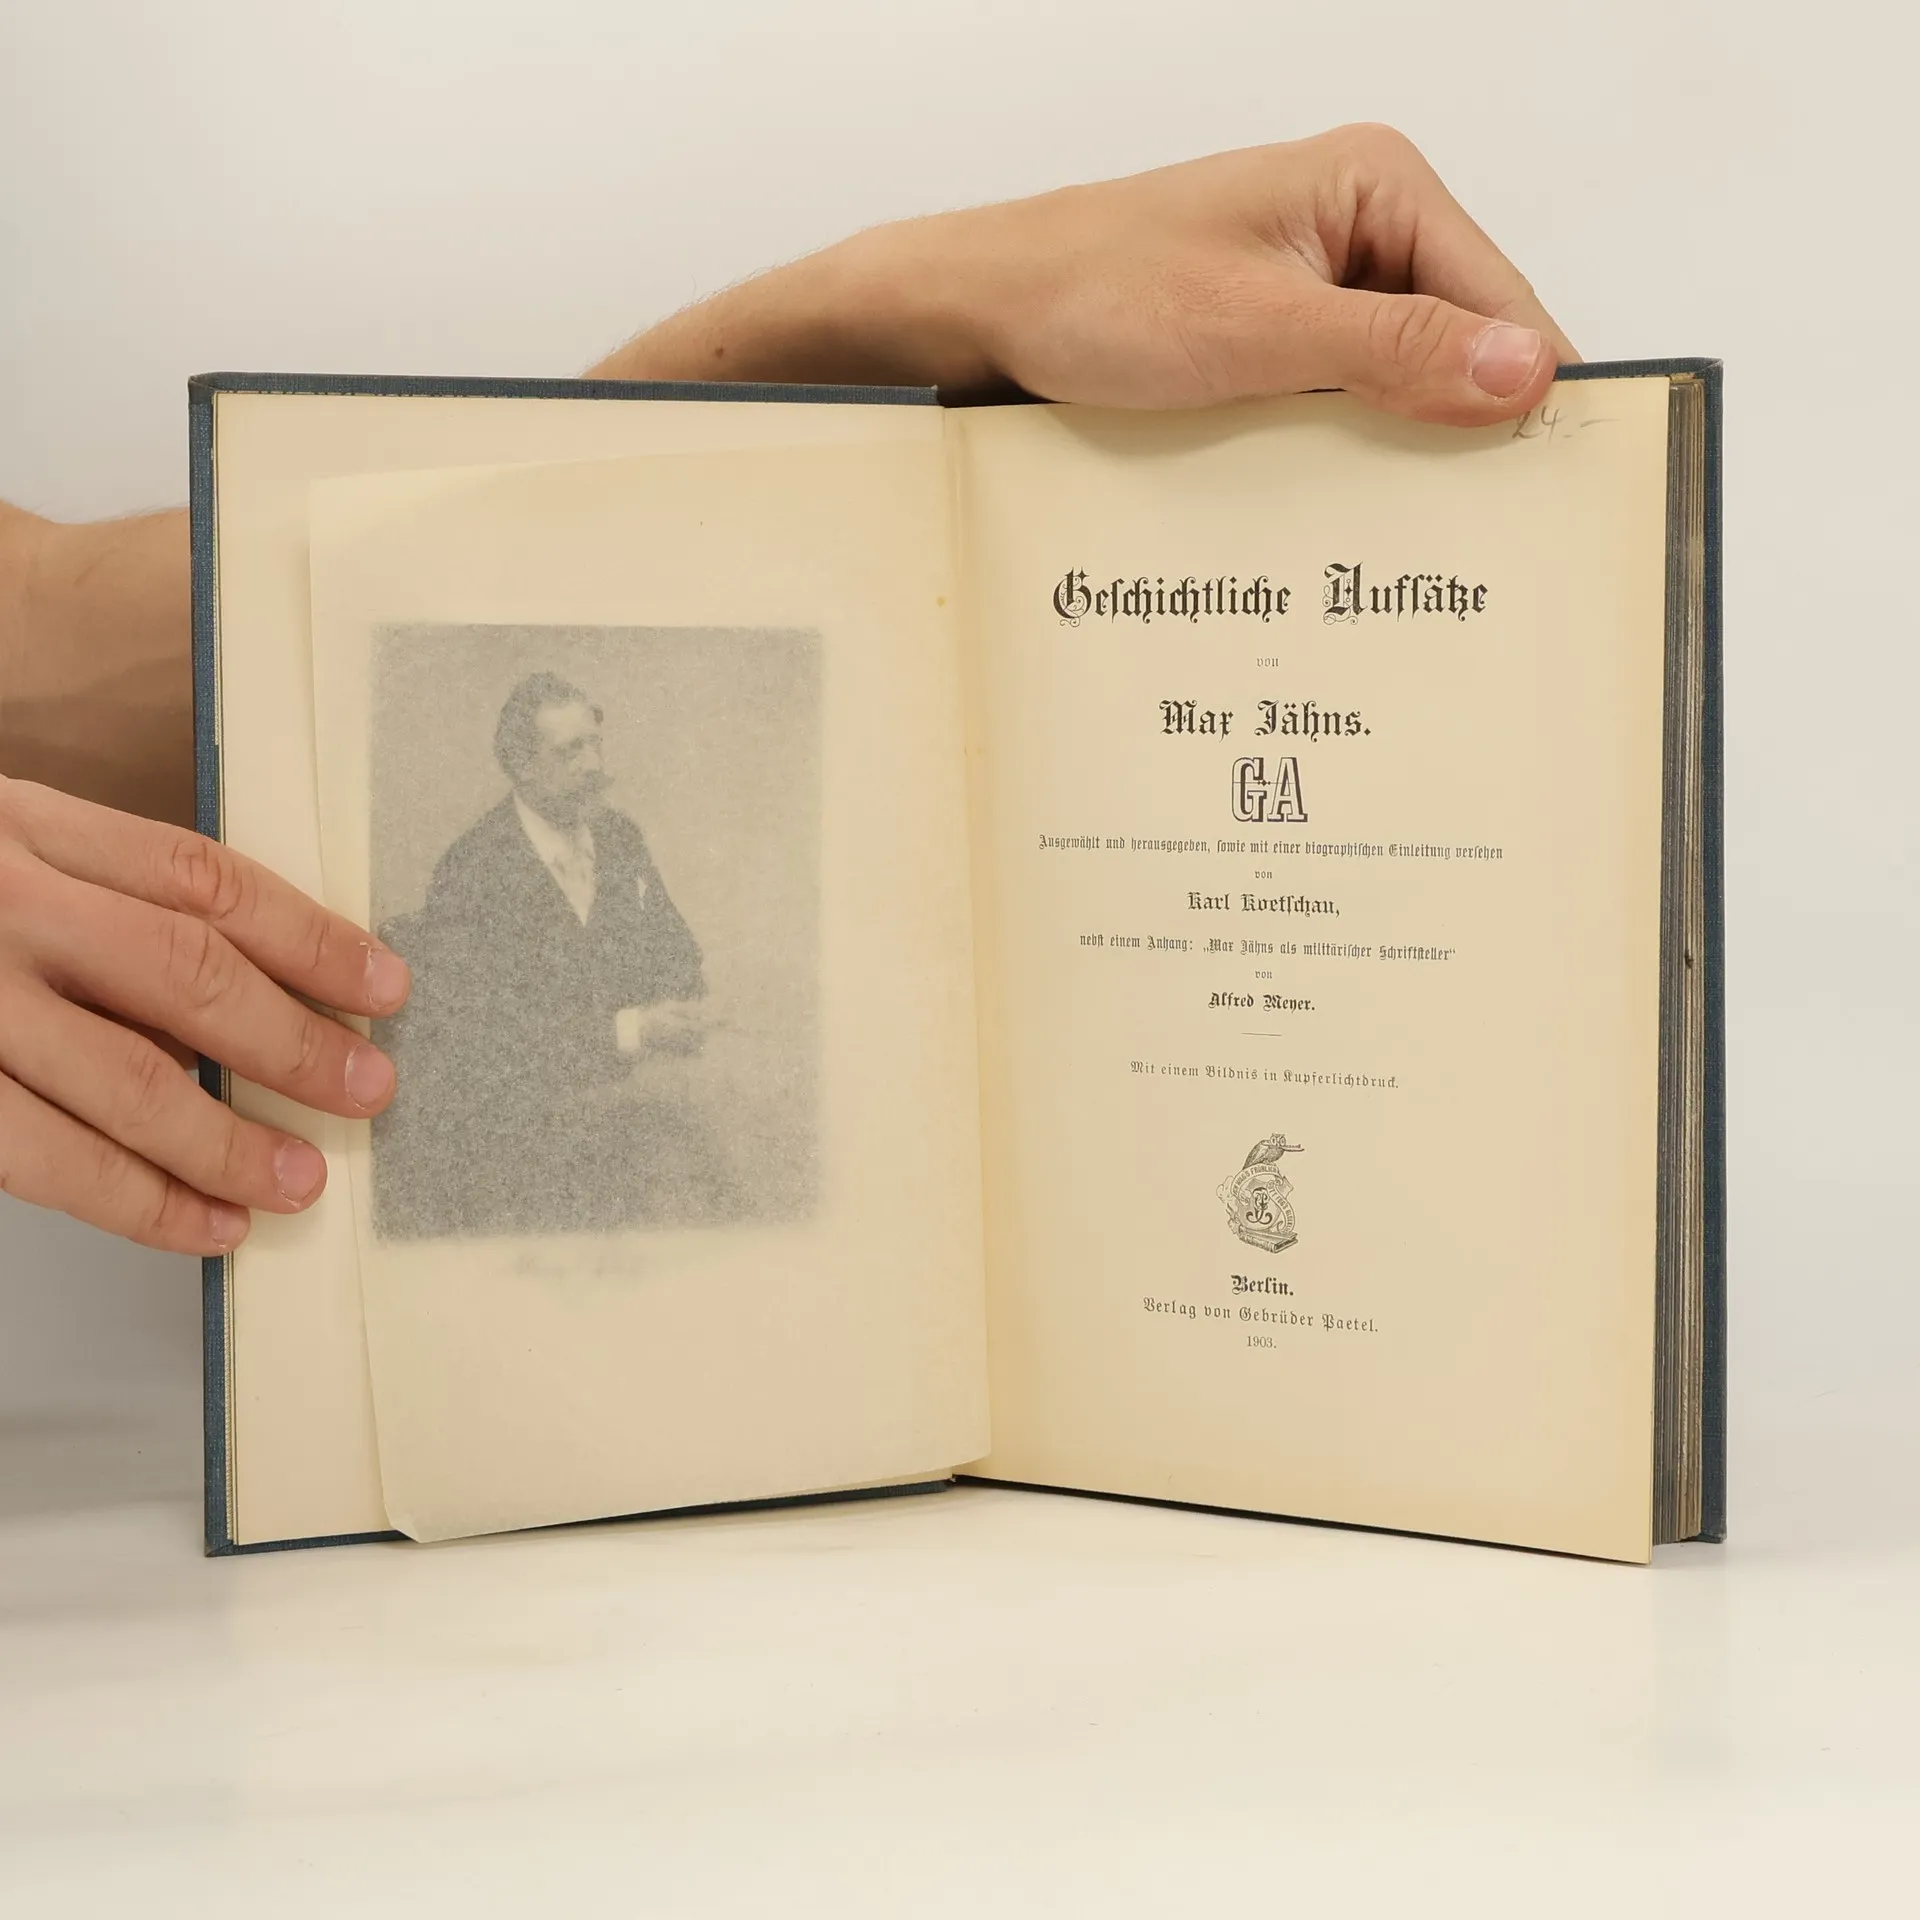 24.–
Geschichtliche Aufsätze
von
Max Jähns.
GA
Ausgewählt und herausgegeben, sowie mit einer biographischen Einleitung versehen
von
Karl Koetschau,
nebst einem Anhang: „Max Jähns als militärischer Schriftsteller“
von
Alfred Meyer.
Mit einem Bildnis in Kupferlichtdruck.
Berlin.
Verlag von Gebrüder Paetel.
1903.